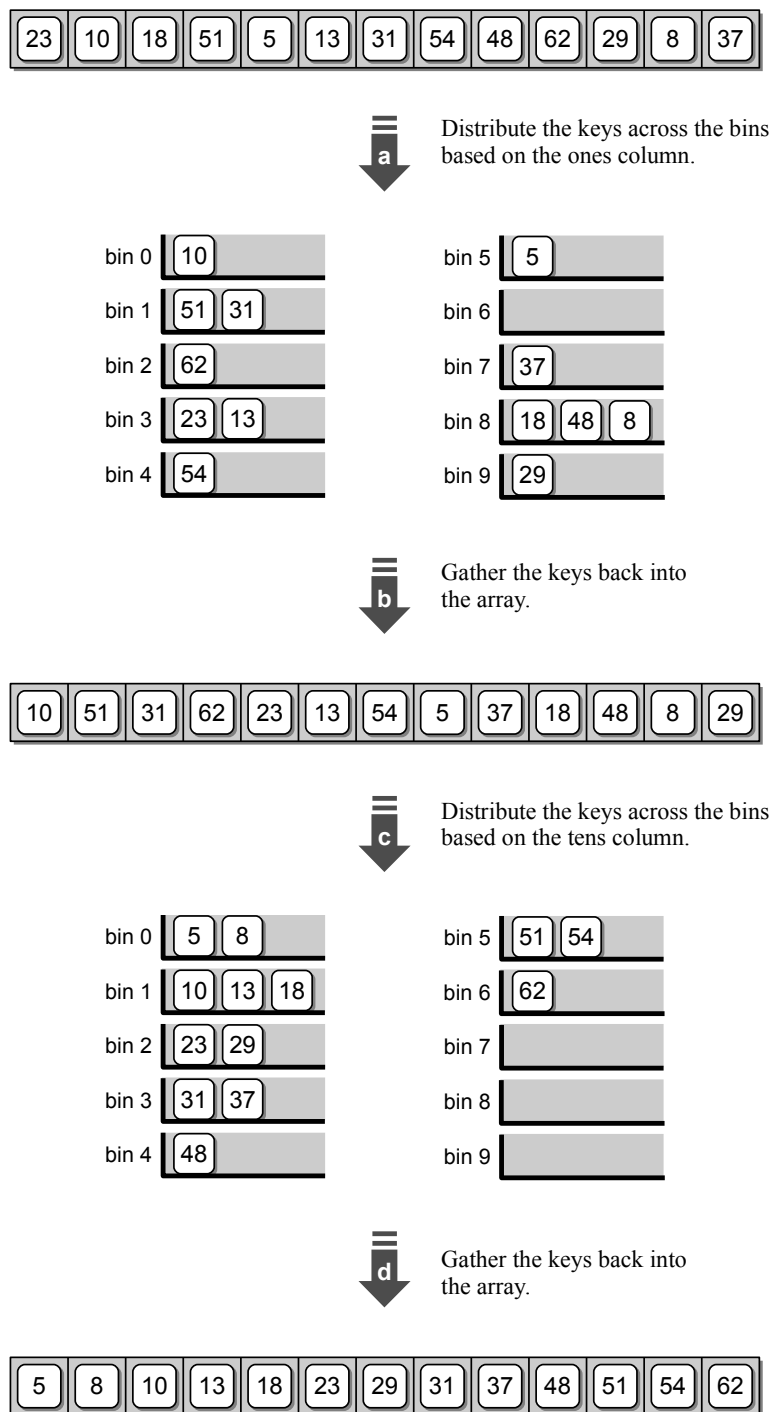 23 10 18 51 5 13 31 54 48 62 29 8 37
a
Distribute the keys across the bins
based on the ones column.
bin 0 10
bin 1 51 31
bin 2 62
bin 3 23 13
bin 4 54
bin 5 5
bin 6
bin 7 37
bin 8 18 48 8
bin 9 29
b
Gather the keys back into
the array.
10 51 31 62 23 13 54 5 37 18 48 8 29
c
Distribute the keys across the bins
based on the tens column.
bin 0 5 8
bin 1 10 13 18
bin 2 23 29
bin 3 31 37
bin 4 48
bin 5 51 54
bin 6 62
bin 7
bin 8
bin 9
d
Gather the keys back into
the array.
5 8 10 13 18 23 29 31 37 48 51 54 62